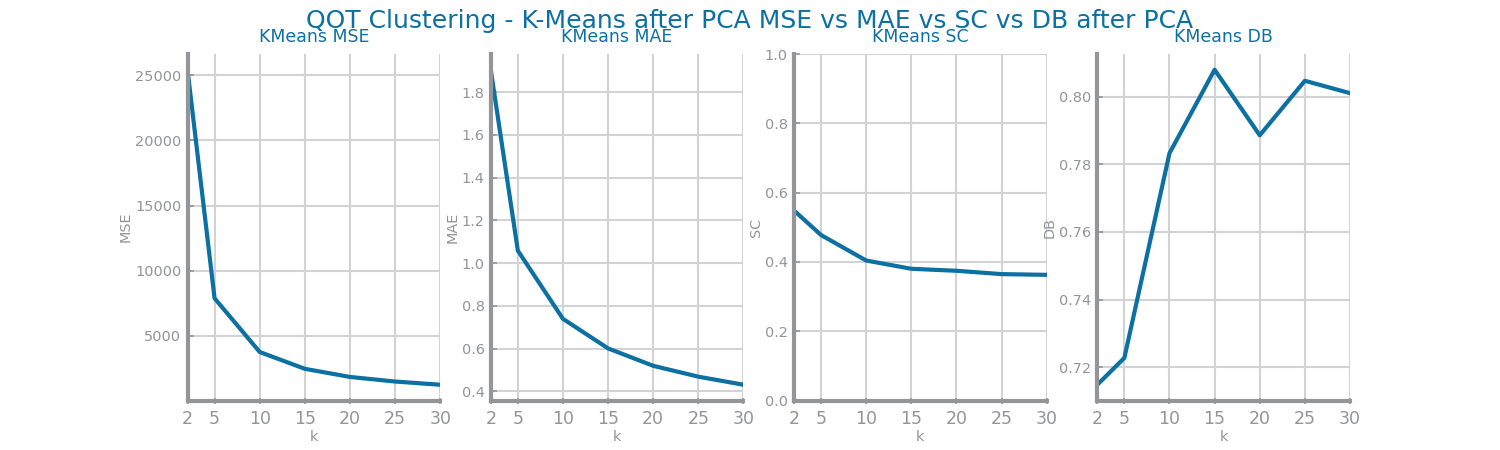 QOT Clustering - K-Means after PCA MSE vs MAE vs SC vs DB after PCA
KMeans MSE
25000
20000
15000
10000
5000
MSE
2 5 10 15 20 25 30
k
KMeans MAE
1.8
1.6
1.4
1.2
1.0
0.8
0.6
0.4
MAE
2 5 10 15 20 25 30
k
KMeans SC
1.0
0.8
0.6
0.4
0.2
0.0
SC
2 5 10 15 20 25 30
k
KMeans DB
0.80
0.78
0.76
0.74
0.72
DB
2 5 10 15 20 25 30
k